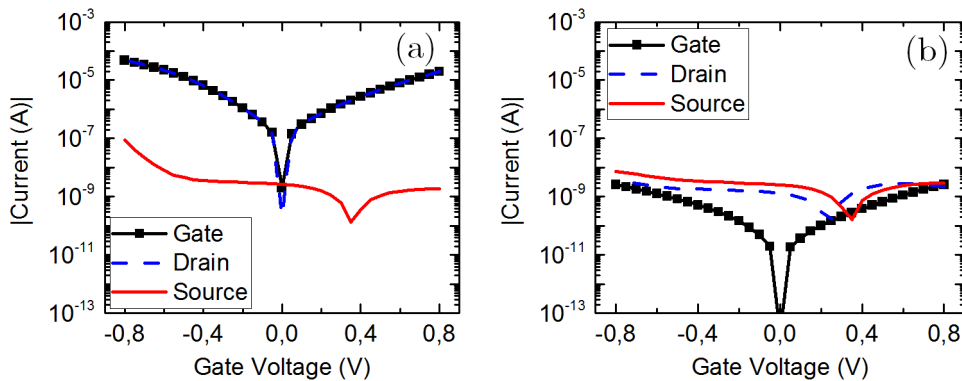 (a)
|Current (A)|
10⁻³
10⁻⁵
10⁻⁷
10⁻⁹
10⁻¹¹
10⁻¹³
Gate
Drain
Source
-0,8 -0,4 0,0 0,4 0,8
Gate Voltage (V)
(b)
|Current (A)|
10⁻³
10⁻⁵
10⁻⁷
10⁻⁹
10⁻¹¹
10⁻¹³
Gate
Drain
Source
-0,8 -0,4 0,0 0,4 0,8
Gate Voltage (V)